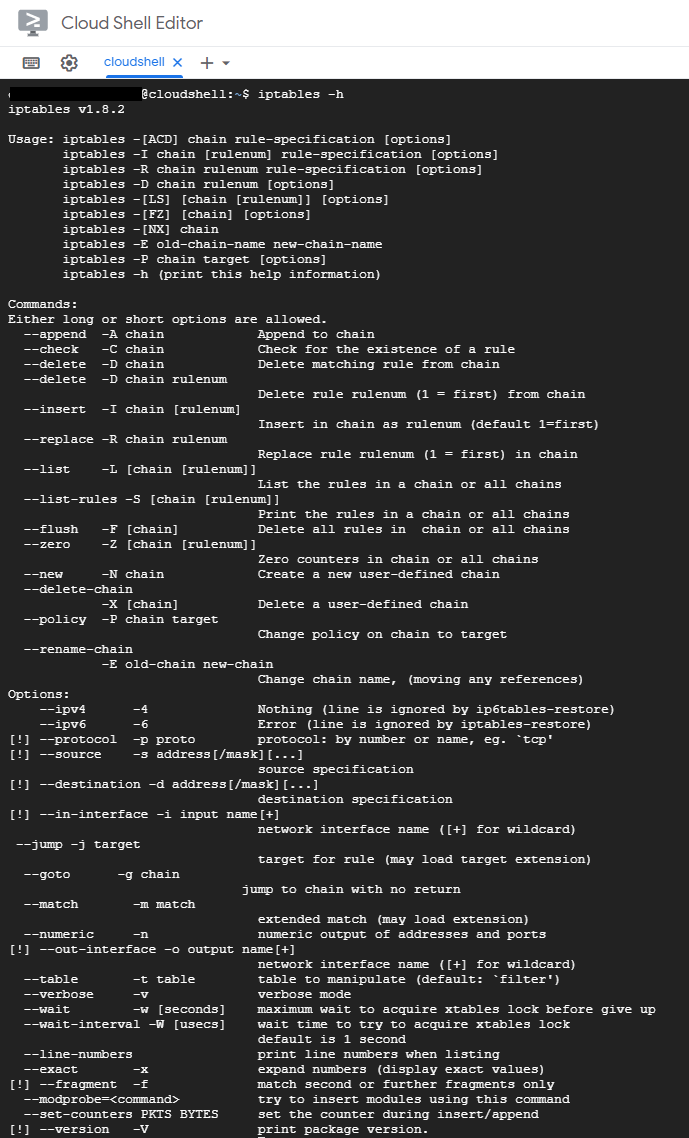 Cloud Shell Editor
cloudshell
@cloudshell:~$ iptables -h
iptables v1.8.2
Usage: iptables -[ACD] chain rule-specification [options]
iptables -I chain [rulenum] rule-specification [options]
iptables -R chain rulenum rule-specification [options]
iptables -D chain rulenum [options]
iptables -[LS] [chain [rulenum]] [options]
iptables -[FZ] [chain] [options]
iptables -[NX] chain
iptables -E old-chain-name new-chain-name
iptables -P chain target [options]
iptables -h (print this help information)
Commands:
Either long or short options are allowed.
--append -A chain Append to chain
--check -C chain Check for the existence of a rule
--delete -D chain Delete matching rule from chain
--delete -D chain rulenum
Delete rule rulenum (1 = first) from chain
--insert -I chain [rulenum]
Insert in chain as rulenum (default 1=first)
--replace -R chain rulenum
Replace rule rulenum (1 = first) in chain
--list -L [chain [rulenum]]
List the rules in a chain or all chains
--list-rules -S [chain [rulenum]]
Print the rules in a chain or all chains
--flush -F [chain] Delete all rules in chain or all chains
--zero -Z [chain [rulenum]]
Zero counters in chain or all chains
--new -N chain Create a new user-defined chain
--delete-chain
-X [chain] Delete a user-defined chain
--policy -P chain target
Change policy on chain to target
--rename-chain
-E old-chain new-chain
Change chain name, (moving any references)
Options:
--ipv4 -4 Nothing (line is ignored by ip6tables-restore)
--ipv6 -6 Error (line is ignored by iptables-restore)
[!] --protocol -p proto protocol: by number or name, eg. `tcp'
[!] --source -s address[/mask][...]
source specification
[!] --destination -d address[/mask][...]
destination specification
[!] --in-interface -i input name[+]
network interface name ([+] for wildcard)
--jump -j target
target for rule (may load target extension)
--goto -g chain
jump to chain with no return
--match -m match
extended match (may load extension)
--numeric -n numeric output of addresses and ports
[!] --out-interface -o output name[+]
network interface name ([+] for wildcard)
--table -t table table to manipulate (default: `filter')
--verbose -v verbose mode
--wait -w [seconds] maximum wait to acquire xtables lock before give up
--wait-interval -W [usecs] wait time to try to acquire xtables lock
default is 1 second
--line-numbers print line numbers when listing
--exact -x expand numbers (display exact values)
[!] --fragment -f match second or further fragments only
--modprobe=<command> try to insert modules using this command
--set-counters PKTS BYTES set the counter during insert/append
[!] --version -V print package version.